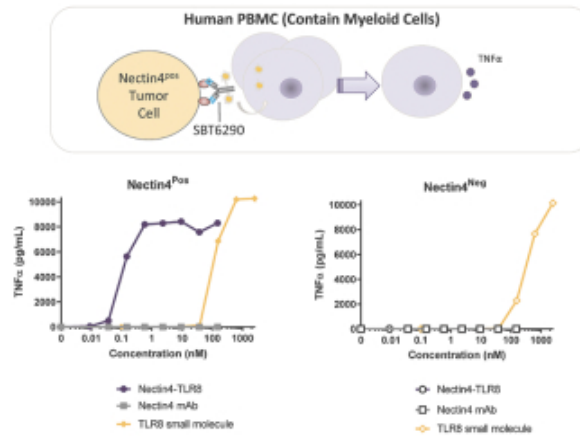 Human PBMC (Contain Myeloid Cells)
Nectin4pos
Tumor
Cell
SBT6290
TNFα
Nectin4Pos
10000
8000
6000
4000
2000
0
TNFα (pg/mL)
0 0.01 0.1 1 10 100 1000
Concentration (nM)
Nectin4-TLR8
Nectin4 mAb
TLR8 small molecule
Nectin4Neg
10000
8000
6000
4000
2000
0
TNFα (pg/mL)
0 0.01 0.1 1 10 100 1000
Concentration (nM)
Nectin4-TLR8
Nectin4 mAb
TLR8 small molecule